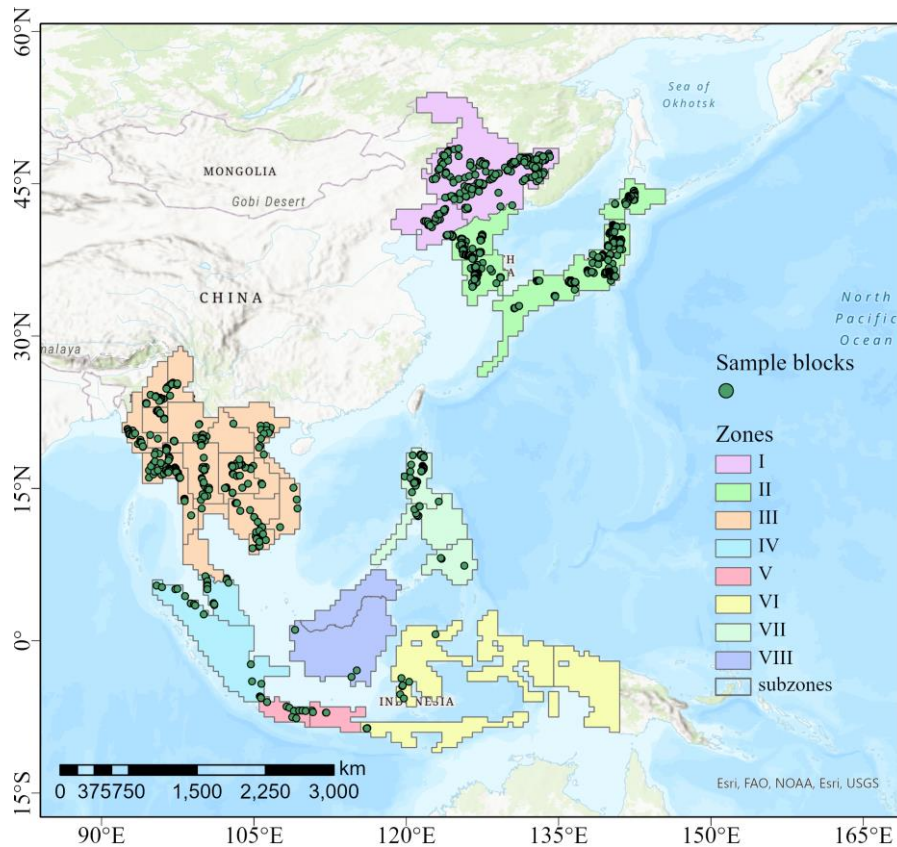 60°N
Sea of
Okhotsk
MONGOLIA
45°N
Gobi Desert
CHINA
North
Pacific
Ocean
30°N
Sample blocks
Zones
I
II
15°N
III
IV
V
VI
0°
VII
VIII
subzones
km
0 375750 1,500 2,250 3,000
15°S
Esri, FAO, NOAA, Esri, USGS
90°E 105°E 120°E 135°E 150°E 165°E